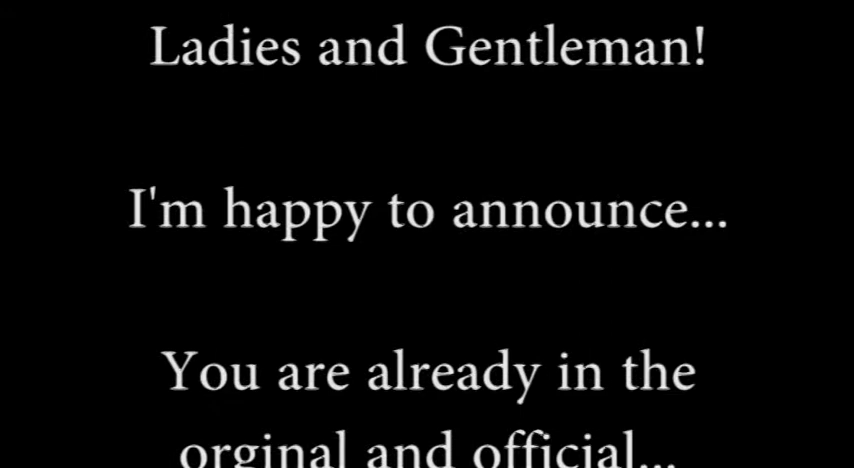 Ladies and Gentleman!
I'm happy to announce...
You are already in the
orginal and official...